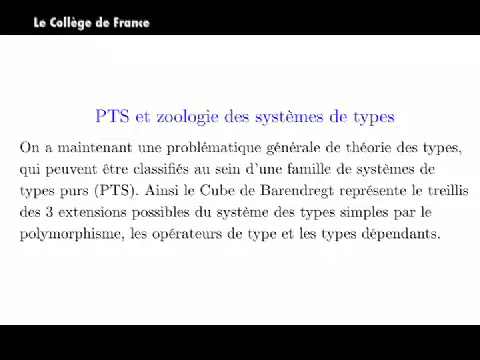 Le Collège de France
PTS et zoologie des systèmes de types
On a maintenant une problématique générale de théorie des types,
qui peuvent être classifiés au sein d'une famille de systèmes de
types purs (PTS). Ainsi le Cube de Barendregt représente le treillis
des 3 extensions possibles du système des types simples par le
polymorphisme, les opérateurs de type et les types dépendants.